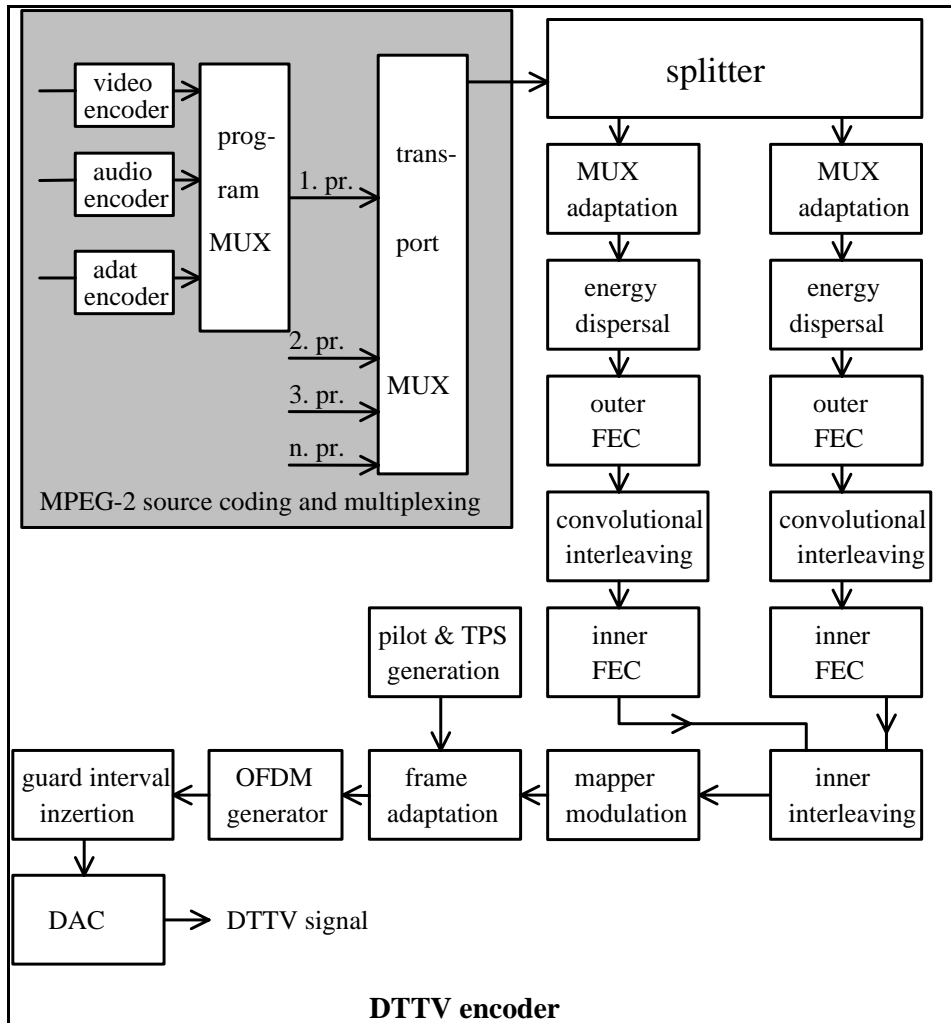 video
encoder
audio
encoder
adat
encoder
prog-
ram
MUX
1. pr.
2. pr.
3. pr.
n. pr.
trans-
port
MUX
MPEG-2 source coding and multiplexing
splitter
MUX
adaptation
energy
dispersal
outer
FEC
convolutional
interleaving
inner
FEC
MUX
adaptation
energy
dispersal
outer
FEC
convolutional
interleaving
inner
FEC
pilot & TPS
generation
guard interval
inzertion
OFDM
generator
frame
adaptation
mapper
modulation
inner
interleaving
DAC
DTTV signal
DTTV encoder